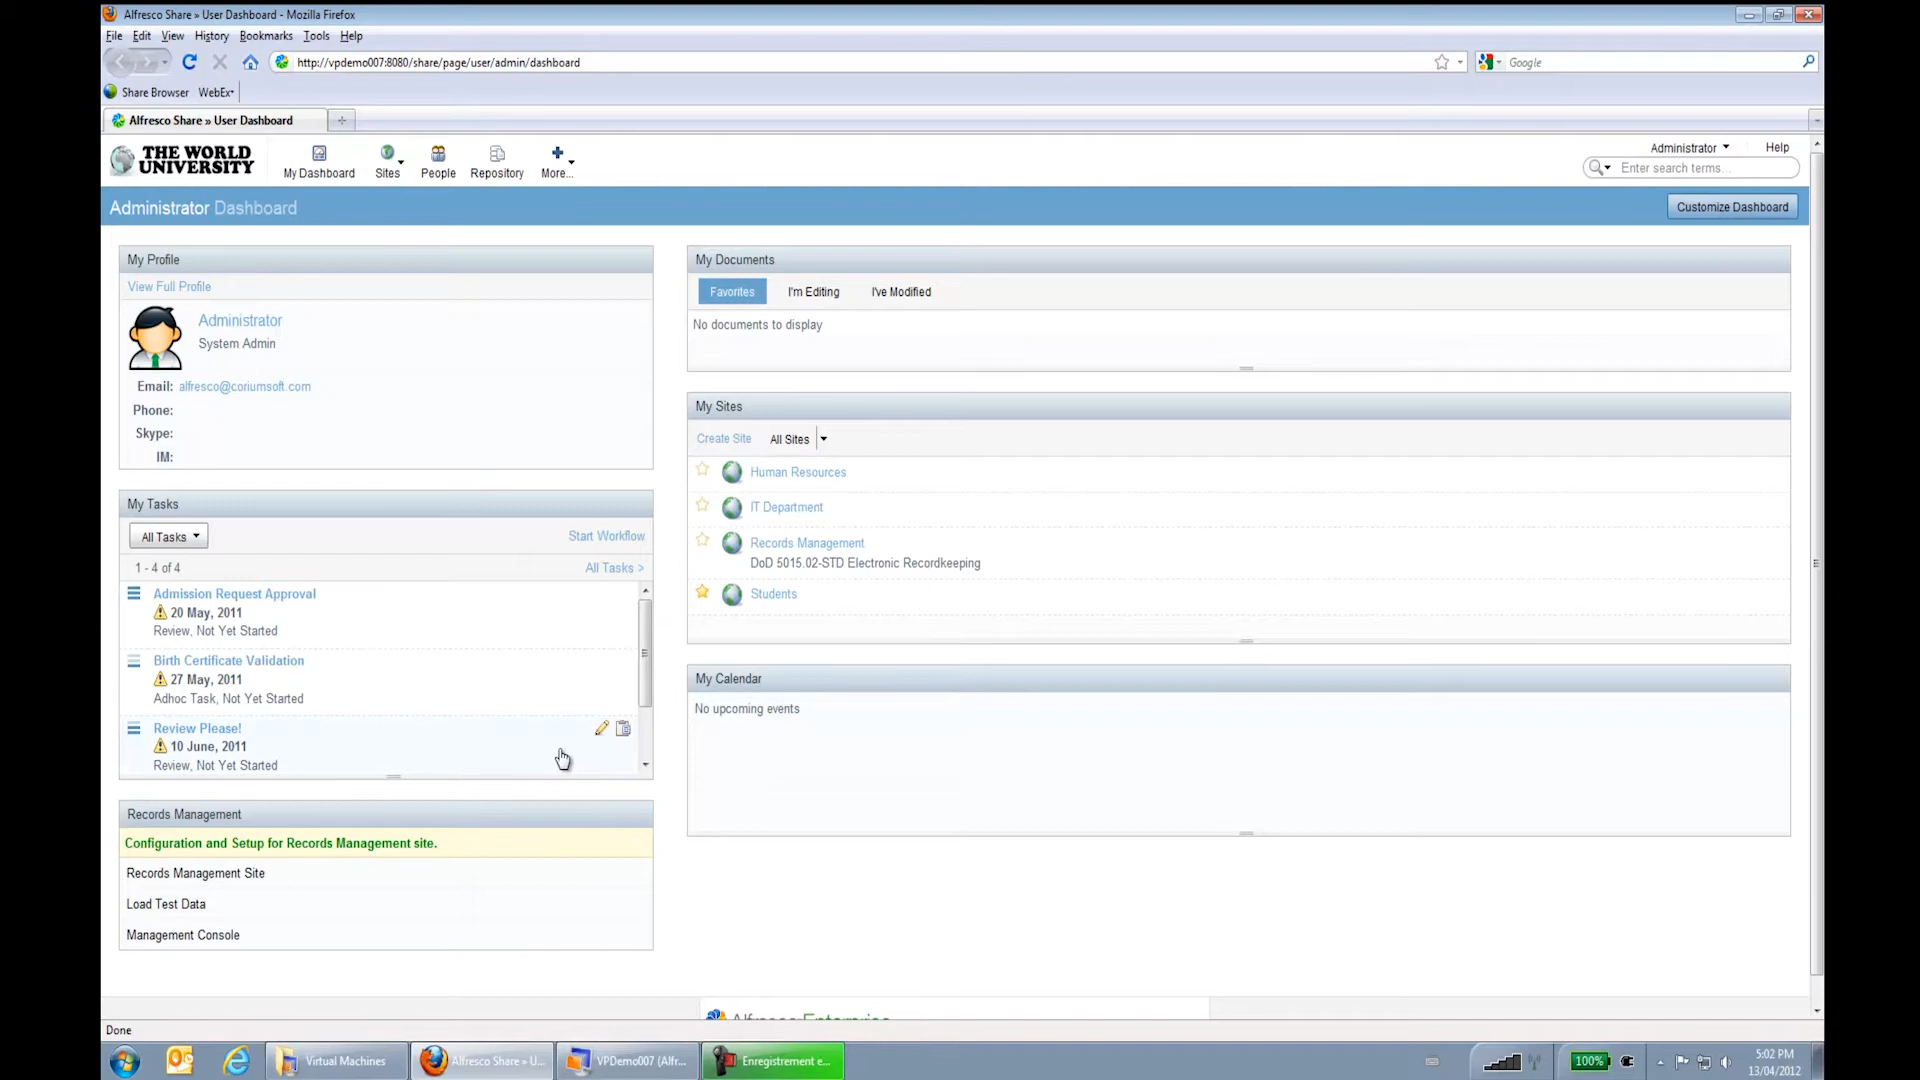 Alfresco Share » User Dashboard - Mozilla Firefox
File Edit View History Bookmarks Tools Help
http://vpdemo007:8080/share/page/user/admin/dashboard
Google
Share Browser WebEx
Alfresco Share » User Dashboard
THE WORLD
UNIVERSITY
My Dashboard Sites People Repository More...
Administrator Help
Enter search terms...
Administrator Dashboard
Customize Dashboard
My Profile
View Full Profile
Administrator
System Admin
Email: alfresco@coriumsoft.com
Phone:
Skype:
IM:
My Tasks
All Tasks
Start Workflow
1 - 4 of 4
All Tasks >
Admission Request Approval
20 May, 2011
Review, Not Yet Started
Birth Certificate Validation
27 May, 2011
Adhoc Task, Not Yet Started
Review Please!
10 June, 2011
Review, Not Yet Started
Records Management
Configuration and Setup for Records Management site.
Records Management Site
Load Test Data
Management Console
My Documents
Favorites I'm Editing I've Modified
No documents to display
My Sites
Create Site All Sites
Human Resources
IT Department
Records Management
DoD 5015.02-STD Electronic Recordkeeping
Students
My Calendar
No upcoming events
Alfresco Enterprise
Done
Virtual Machines
Alfresco Share » U...
VPDemo007 (Alfr...
Enregistrement e...
100%
5:02 PM
13/04/2012